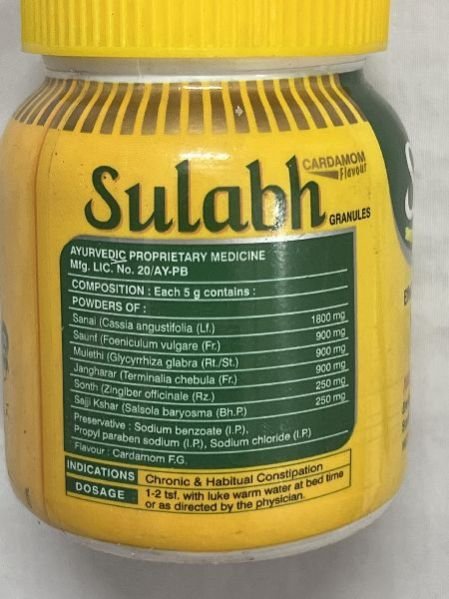 Sulabh
CARDAMOM
Flavour
GRANULES
AYURVEDIC PROPRIETARY MEDICINE
Mfg. LIC. No. 20/AY-PB
COMPOSITION : Each 5 g contains :
POWDERS OF :
Sanai (Cassia angustifolia (Lf.) 1800 mg
Saunf (Foeniculum vulgare (Fr.) 900 mg
Mulethi (Glycyrrhiza glabra (Rt./St.) 900 mg
Jangharar (Terminalia chebula (Fr.) 900 mg
Sonth (Zingiber officinale (Rz.) 250 mg
Sajji Kshar (Salsola baryosma (Bh.P.) 250 mg
Preservative : Sodium benzoate (I.P.),
Propyl paraben sodium (I.P.), Sodium chloride (I.P.)
Flavour : Cardamom F.G.
INDICATIONS Chronic & Habitual Constipation
DOSAGE 1-2 tsf. with luke warm water at bed time
or as directed by the physician.